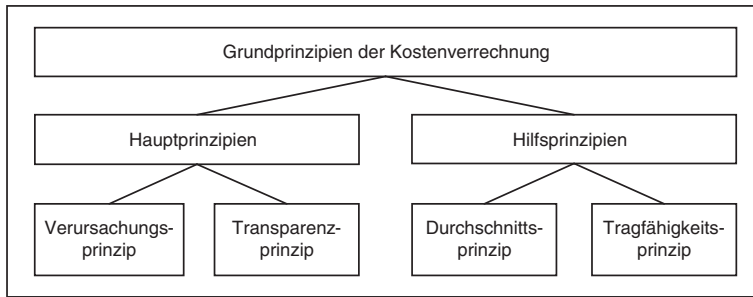 Grundprinzipien der Kostenverrechnung
Hauptprinzipien
Hilfsprinzipien
Verursachungs-
prinzip
Transparenz-
prinzip
Durchschnitts-
prinzip
Tragfähigkeits-
prinzip